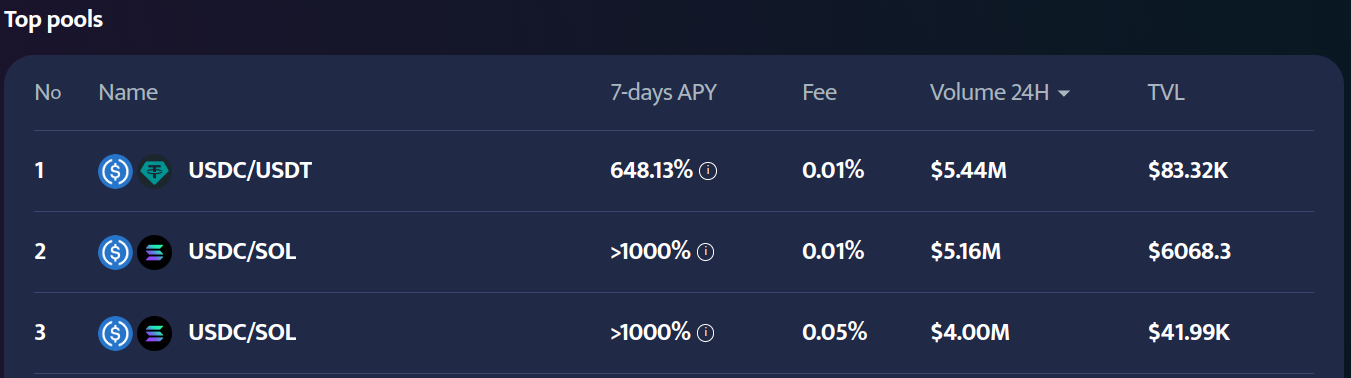 Top pools
No Name 7-days APY Fee Volume 24H TVL
1 USDC/USDT 648.13% 0.01% $5.44M $83.32K
2 USDC/SOL >1000% 0.01% $5.16M $6068.3
3 USDC/SOL >1000% 0.05% $4.00M $41.99K